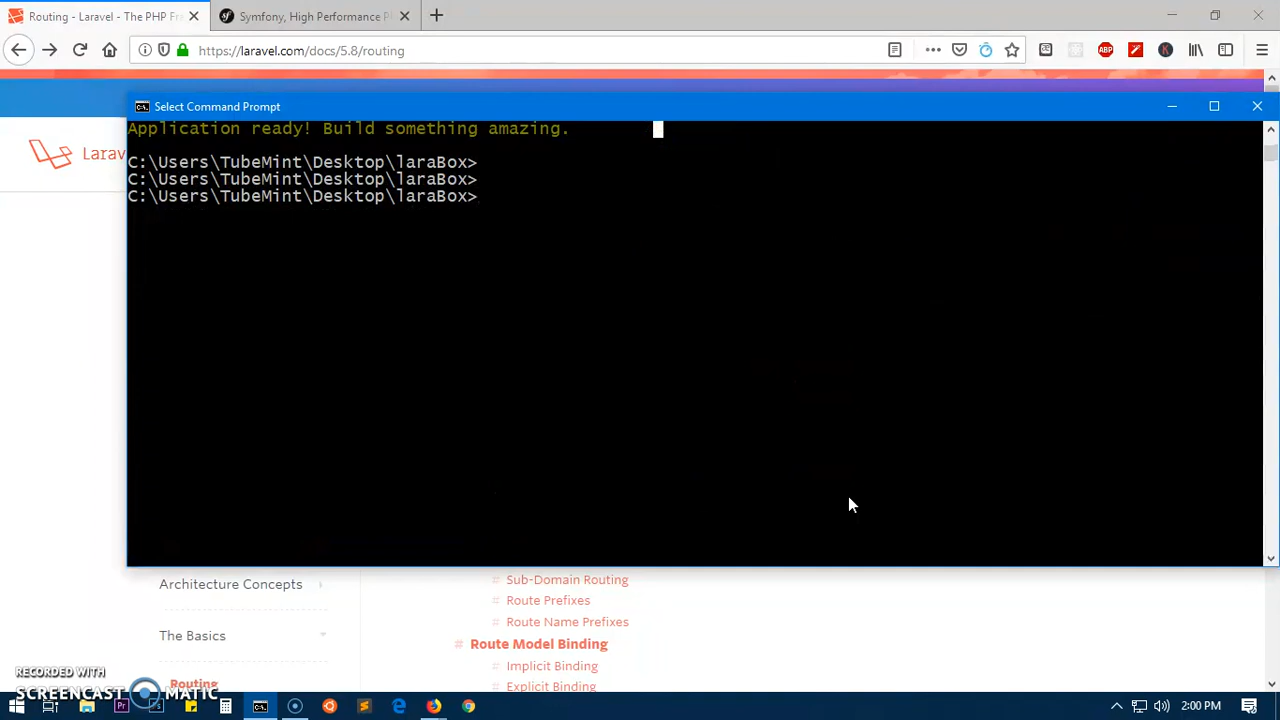 Routing - Laravel - The PHP Fra
Symfony, High Performance P
https://laravel.com/docs/5.8/routing
ABP
Select Command Prompt
Application ready! Build something amazing.
Larav
C:\Users\TubeMint\Desktop\laraBox>
C:\Users\TubeMint\Desktop\laraBox>
C:\Users\TubeMint\Desktop\laraBox>
Architecture Concepts
The Basics
Routing
# Sub-Domain Routing
# Route Prefixes
# Route Name Prefixes
# Route Model Binding
# Implicit Binding
# Explicit Binding
RECORDED WITH
SCREENCAST MATIC
2:00 PM